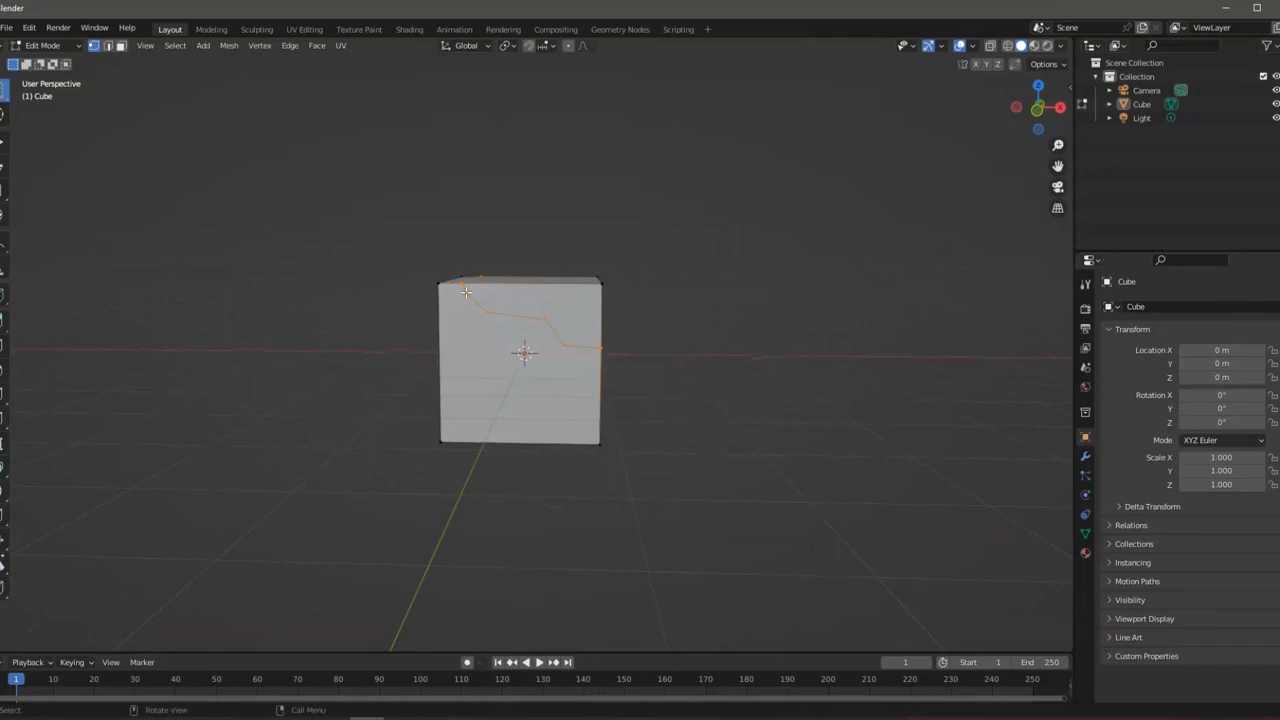 lender
File Edit Render Window Help Layout Modeling Sculpting UV Editing Texture Paint Shading Animation Rendering Compositing Geometry Nodes Scripting + Scene ViewLayer
Edit Mode View Select Add Mesh Vertex Edge Face UV Global
X Y Z Options
User Perspective
(1) Cube
Z
X
Scene Collection
Collection
Camera
Cube
Light
Cube
Cube
Transform
Location X 0 m
Y 0 m
Z 0 m
Rotation X 0°
Y 0°
Z 0°
Mode XYZ Euler
Scale X 1.000
Y 1.000
Z 1.000
Delta Transform
Relations
Collections
Instancing
Motion Paths
Visibility
Viewport Display
Line Art
Custom Properties
Playback Keying View Marker 1 Start 1 End 250
1 10 20 30 40 50 60 70 80 90 100 110 120 130 140 150 160 170 180 190 200 210 220 230 240 250
Select Rotate View Call Menu